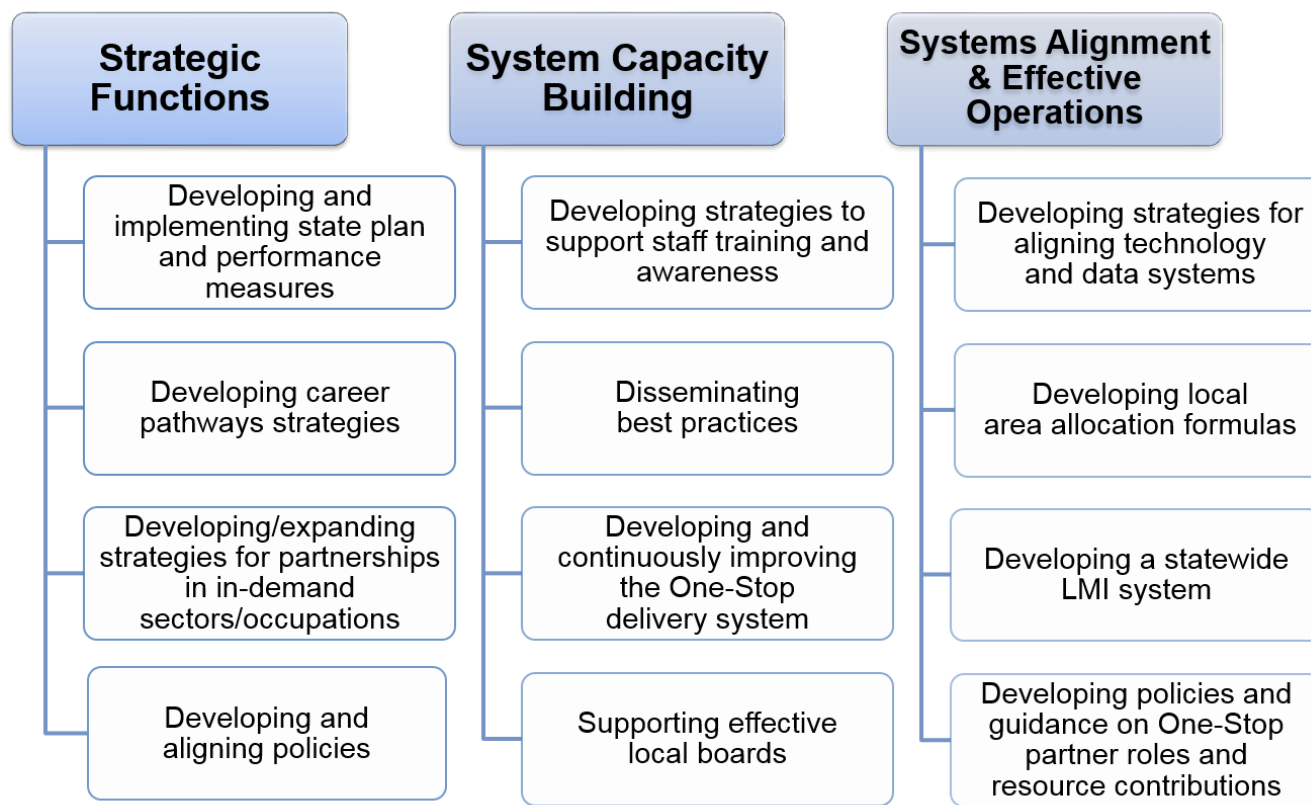 Strategic
Functions
Developing and
implementing state plan
and performance
measures
Developing career
pathways strategies
Developing/expanding
strategies for partnerships
in in-demand
sectors/occupations
Developing and
aligning policies
System Capacity
Building
Developing strategies to
support staff training and
awareness
Disseminating
best practices
Developing and
continuously improving
the One-Stop
delivery system
Supporting effective
local boards
Systems Alignment
& Effective
Operations
Developing strategies for
aligning technology
and data systems
Developing local
area allocation formulas
Developing a statewide
LMI system
Developing policies and
guidance on One-Stop
partner roles and
resource contributions